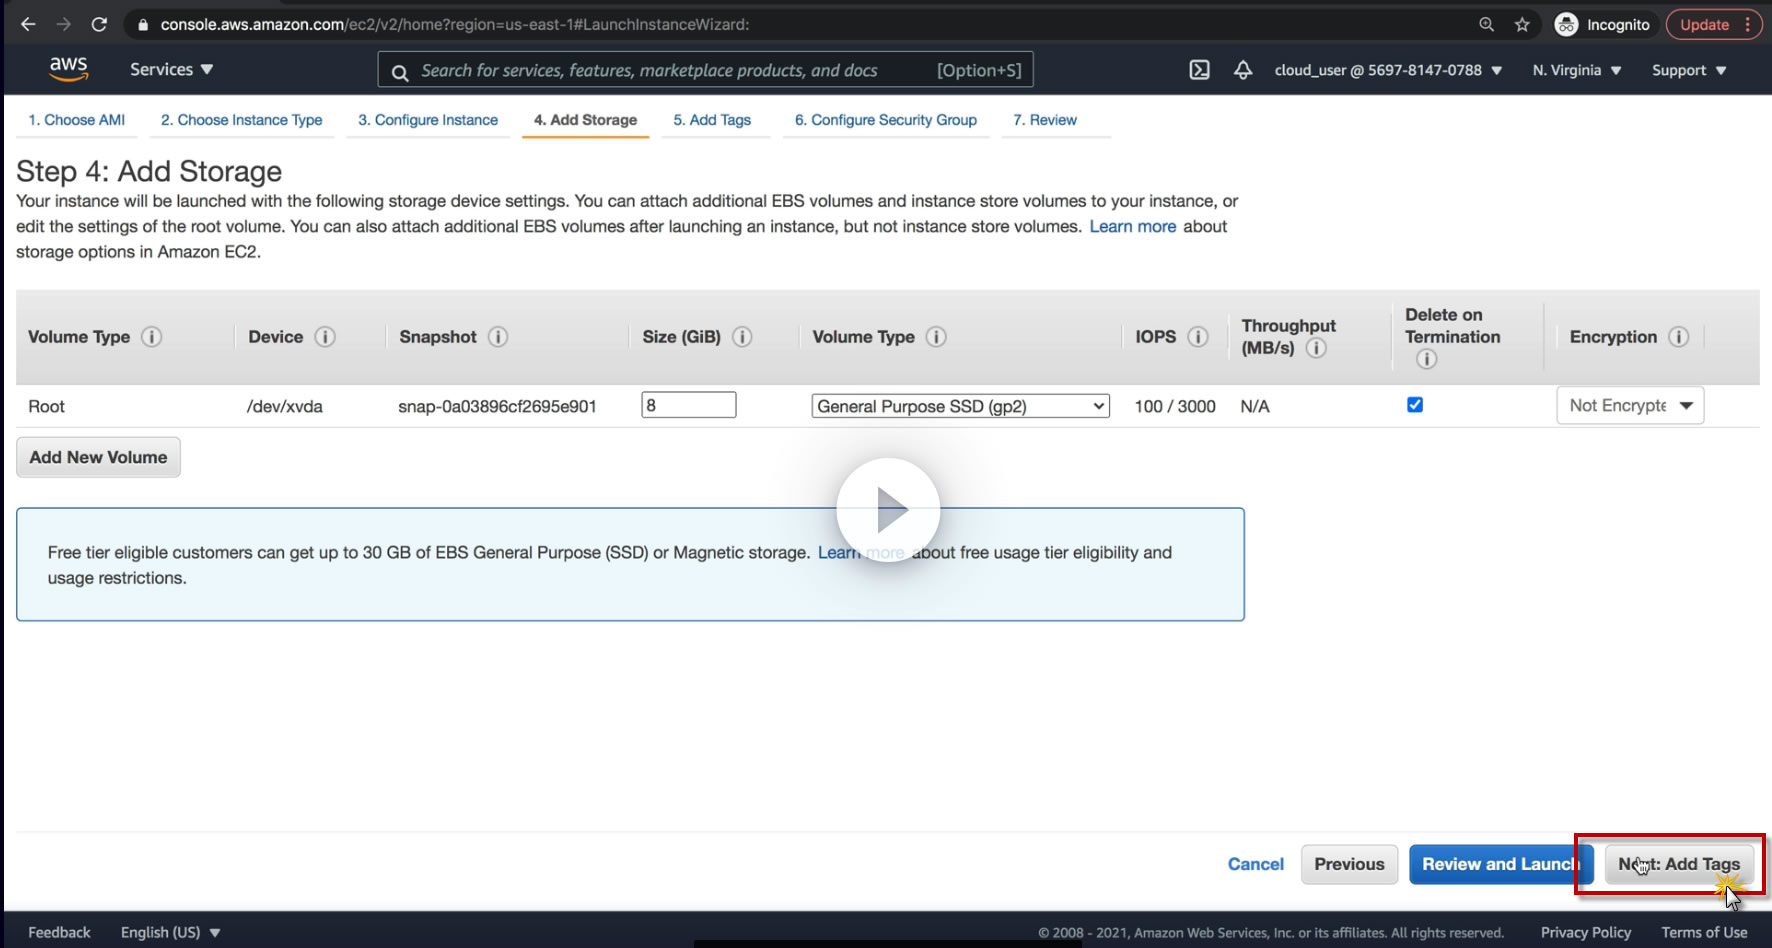 console.aws.amazon.com/ec2/v2/home?region=us-east-1#LaunchInstanceWizard:
Incognito
Update
aws
Services
Search for services, features, marketplace products, and docs
[Option+S]
cloud_user @ 5697-8147-0788
N. Virginia
Support
1. Choose AMI
2. Choose Instance Type
3. Configure Instance
4. Add Storage
5. Add Tags
6. Configure Security Group
7. Review
Step 4: Add Storage
Your instance will be launched with the following storage device settings. You can attach additional EBS volumes and instance store volumes to your instance, or
edit the settings of the root volume. You can also attach additional EBS volumes after launching an instance, but not instance store volumes. Learn more about
storage options in Amazon EC2.
Volume Type
Device
Snapshot
Size (GiB)
Volume Type
IOPS
Throughput
(MB/s)
Delete on
Termination
Encryption
Root
/dev/xvda
snap-0a03896cf2695e901
8
General Purpose SSD (gp2)
100 / 3000
N/A
Not Encrypte
Add New Volume
Free tier eligible customers can get up to 30 GB of EBS General Purpose (SSD) or Magnetic storage. Learn more about free usage tier eligibility and
usage restrictions.
Cancel
Previous
Review and Launch
Next: Add Tags
Feedback
English (US)
© 2008 - 2021, Amazon Web Services, Inc. or its affiliates. All rights reserved.
Privacy Policy
Terms of Use